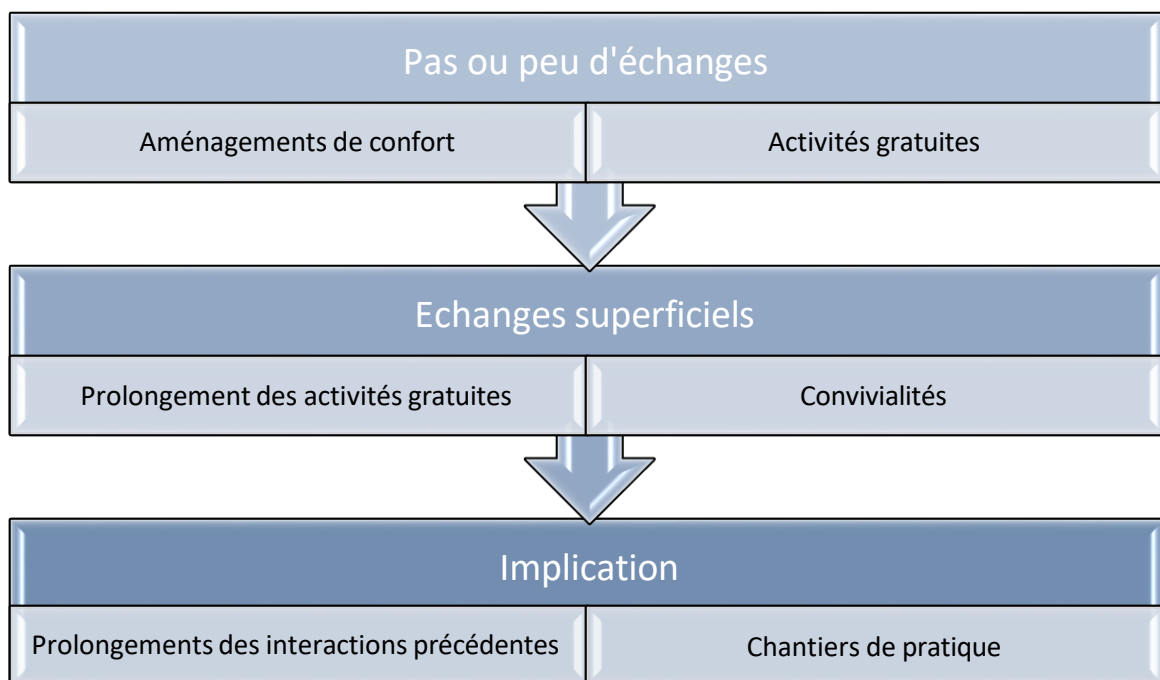 Pas ou peu d'échanges
Aménagements de confort
Activités gratuites
Echanges superficiels
Prolongement des activités gratuites
Convivialités
Implication
Prolongements des interactions précédentes
Chantiers de pratique